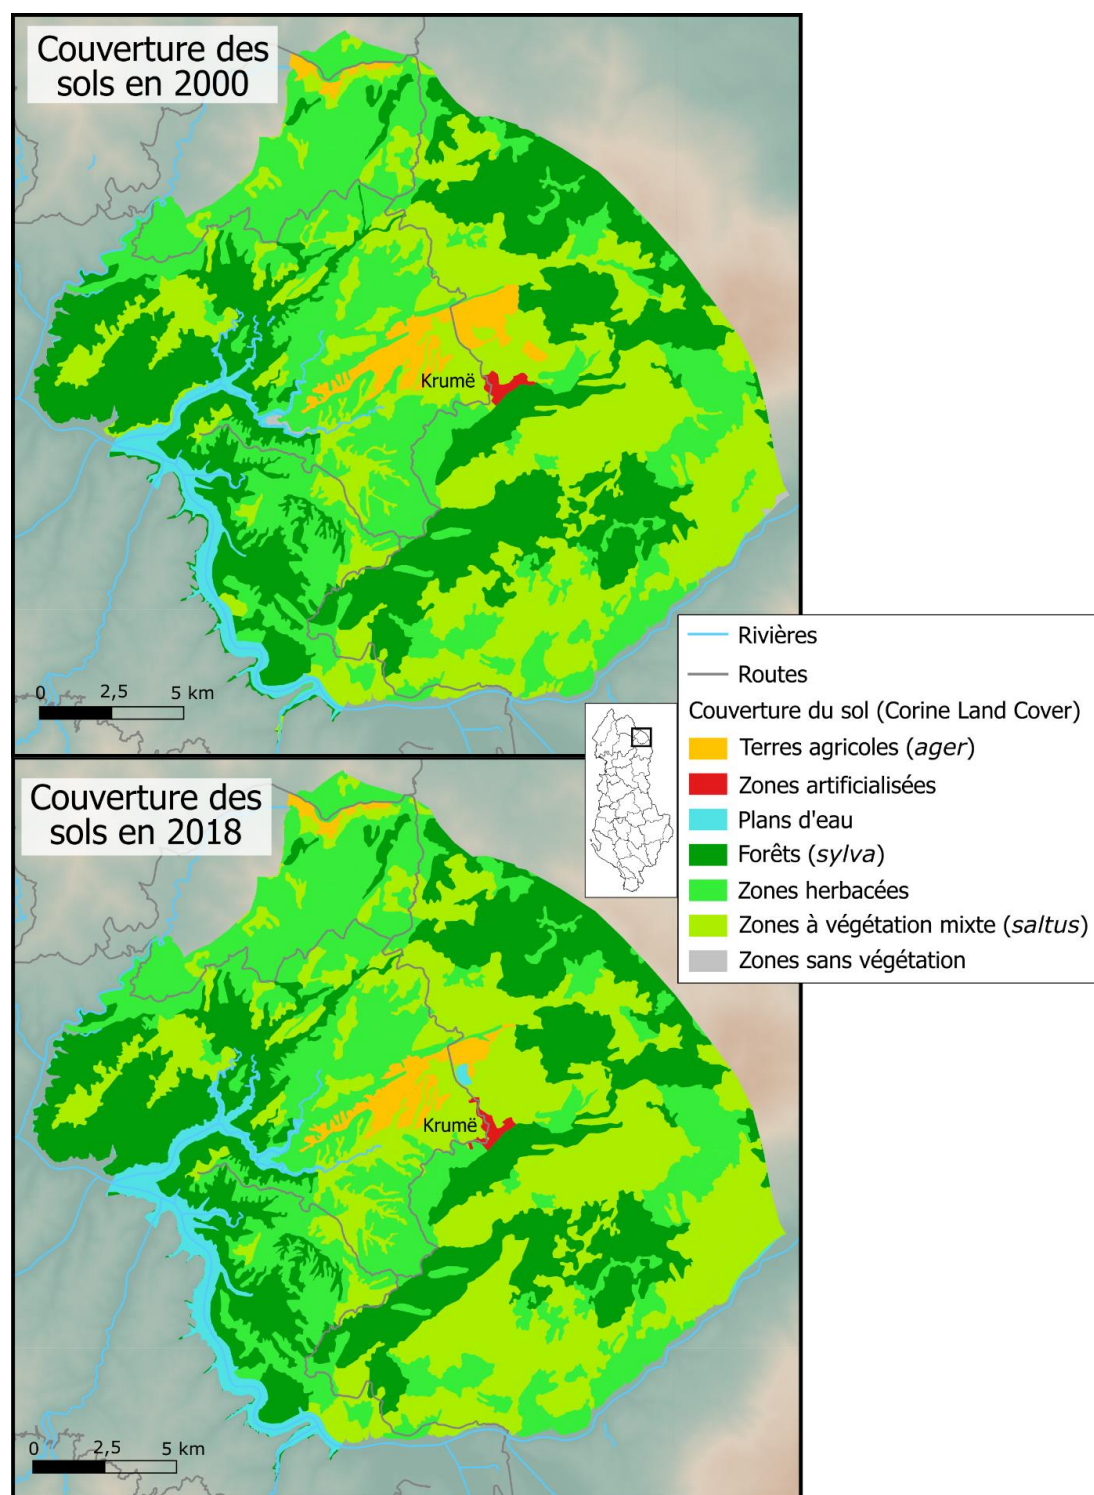 Couverture des
sols en 2000
Krumë
0 2,5 5 km
Rivières
Routes
Couverture du sol (Corine Land Cover)
Terres agricoles (ager)
Zones artificialisées
Plans d'eau
Forêts (sylva)
Zones herbacées
Zones à végétation mixte (saltus)
Zones sans végétation
Couverture des
sols en 2018
Krumë
0 2,5 5 km